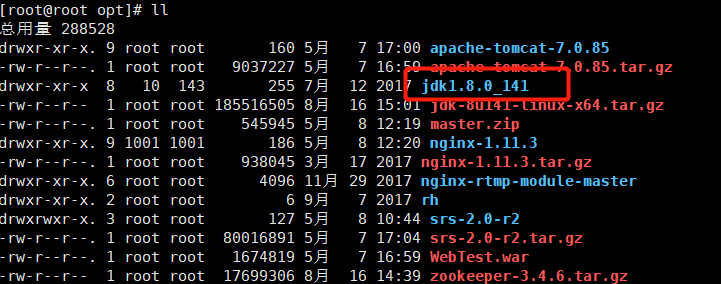 [root@root opt]# ll
总用量 288528
drwxr-xr-x. 9 root root       160 5月   7 17:00 apache-tomcat-7.0.85
-rw-r--r--. 1 root root   9037227 5月   7 16:59 apache-tomcat-7.0.85.tar.gz
drwxr-xr-x  8   10  143       255 7月  12 2017 jdk1.8.0_141
-rw-r--r--  1 root root 185516505 8月  16 15:01 jdk-8u141-linux-x64.tar.gz
-rw-r--r--. 1 root root    545945 5月   8 12:19 master.zip
drwxr-xr-x. 9 1001 1001       186 5月   8 12:20 nginx-1.11.3
-rw-r--r--. 1 root root    938045 3月  17 2017 nginx-1.11.3.tar.gz
drwxr-xr-x. 6 root root      4096 11月 29 2017 nginx-rtmp-module-master
drwxr-xr-x. 2 root root         6 9月   7 2017 rh
drwxrwxr-x. 3 root root       127 5月   8 10:44 srs-2.0-r2
-rw-r--r--. 1 root root  80016891 5月   7 17:04 srs-2.0-r2.tar.gz
-rw-r--r--. 1 root root   1674819 5月   7 16:59 WebTest.war
-rw-r--r--  1 root root  17699306 8月  16 14:39 zookeeper-3.4.6.tar.gz